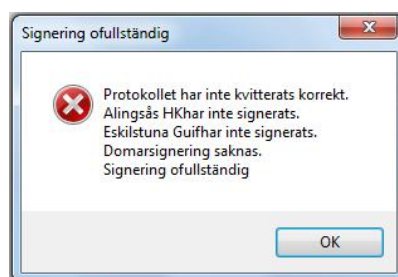 Signering ofullständig
Protokollet har inte kvitterats korrekt.
Alingsås HKhar inte signerats.
Eskilstuna Guifhar inte signerats.
Domarsignering saknas.
Signering ofullständig
OK